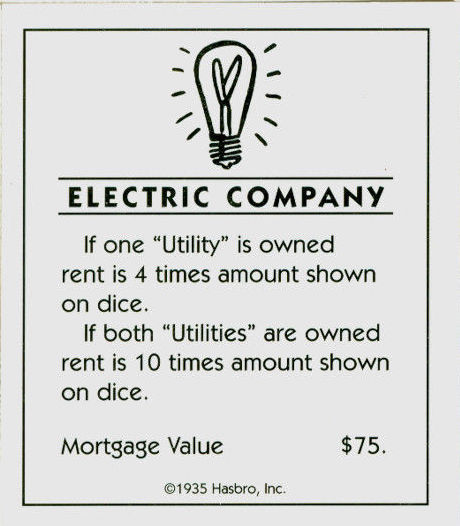 ELECTRIC COMPANY
If one “Utility” is owned
rent is 4 times amount shown
on dice.
If both “Utilities” are owned
rent is 10 times amount shown
on dice.
Mortgage Value $75.
©1935 Hasbro, Inc.